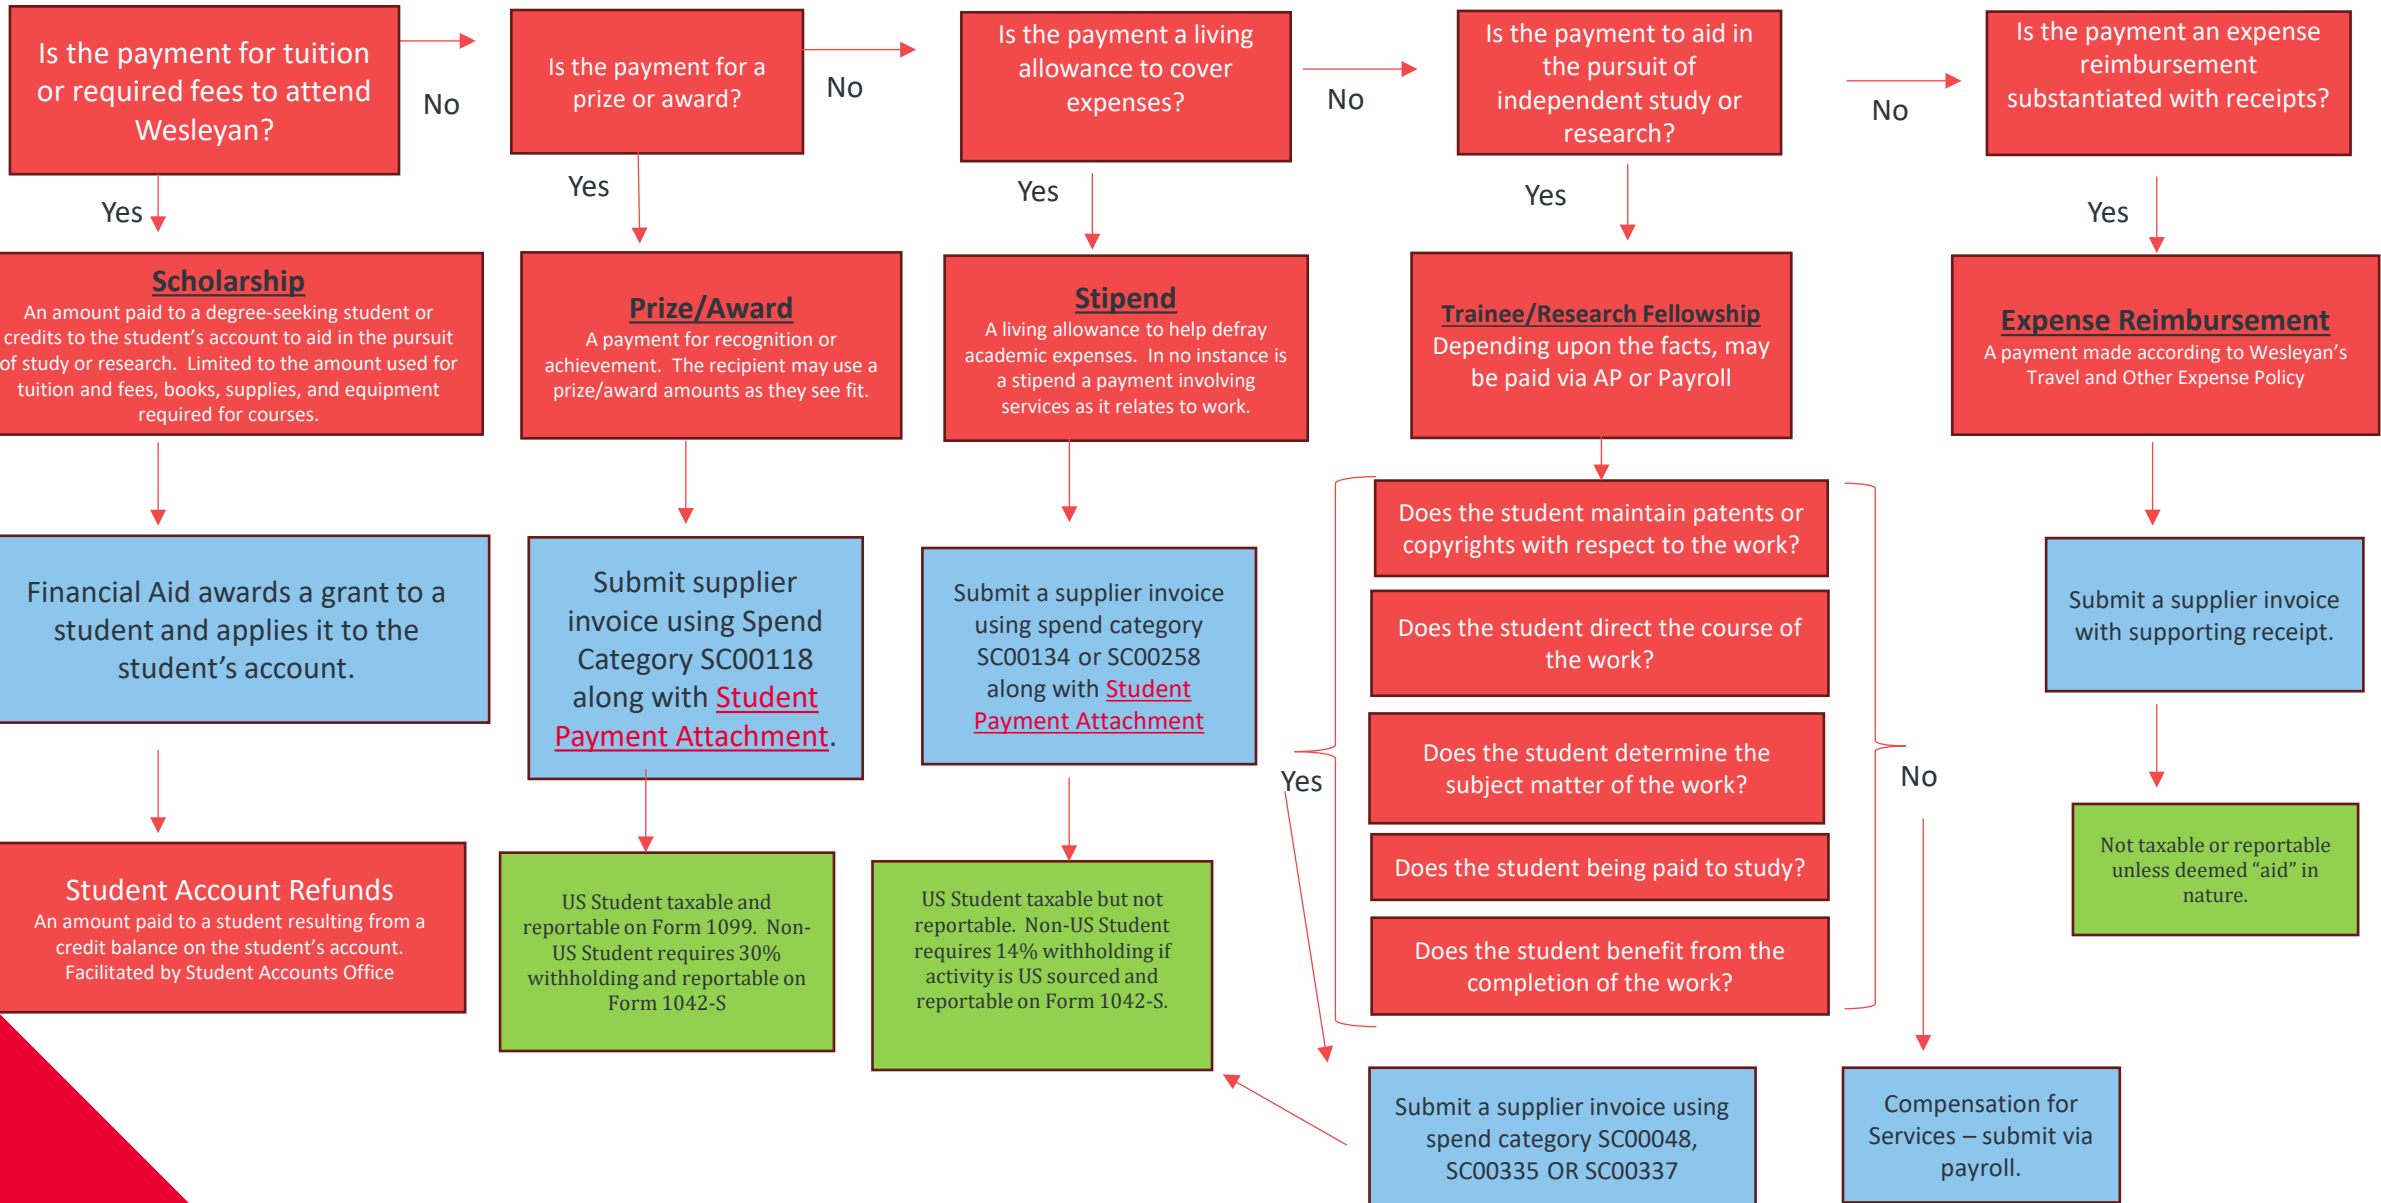 Is the payment for tuition
or required fees to attend
Wesleyan?
No
Is the payment for a
prize or award?
No
Is the payment a living
allowance to cover
expenses?
No
Is the payment to aid in
the pursuit of
independent study or
research?
No
Is the payment an expense
reimbursement
substantiated with receipts?
Yes
Yes
Yes
Yes
Yes
Scholarship
An amount paid to a degree-seeking student or
credits to the student's account to aid in the pursuit
of study or research. Limited to the amount used for
tuition and fees, books, supplies, and equipment
required for courses.
Prize/Award
A payment for recognition or
achievement. The recipient may use a
prize/award amounts as they see fit.
Stipend
A living allowance to help defray
academic expenses. In no instance is
a stipend a payment involving
services as it relates to work.
Trainee/Research Fellowship
Depending upon the facts, may
be paid via AP or Payroll
Expense Reimbursement
A payment made according to Wesleyan's
Travel and Other Expense Policy
Financial Aid awards a grant to a
student and applies it to the
student's account.
Submit supplier
invoice using Spend
Category SC00118
along with Student
Payment Attachment.
Submit a supplier invoice
using spend category
SC00134 or SC00258
along with Student
Payment Attachment
Yes
Does the student maintain patents or
copyrights with respect to the work?
Does the student direct the course of
the work?
Does the student determine the
subject matter of the work?
Does the student being paid to study?
Does the student benefit from the
completion of the work?
No
Submit a supplier invoice
with supporting receipt.
Student Account Refunds
An amount paid to a student resulting from a
credit balance on the student's account.
Facilitated by Student Accounts Office
US Student taxable and
reportable on Form 1099. Non-
US Student requires 30%
withholding and reportable on
Form 1042-S
US Student taxable but not
reportable. Non-US Student
requires 14% withholding if
activity is US sourced and
reportable on Form 1042-S.
Not taxable or reportable
unless deemed "aid" in
nature.
Submit a supplier invoice using
spend category SC00048,
SC00335 OR SC00337
Compensation for
Services – submit via
payroll.